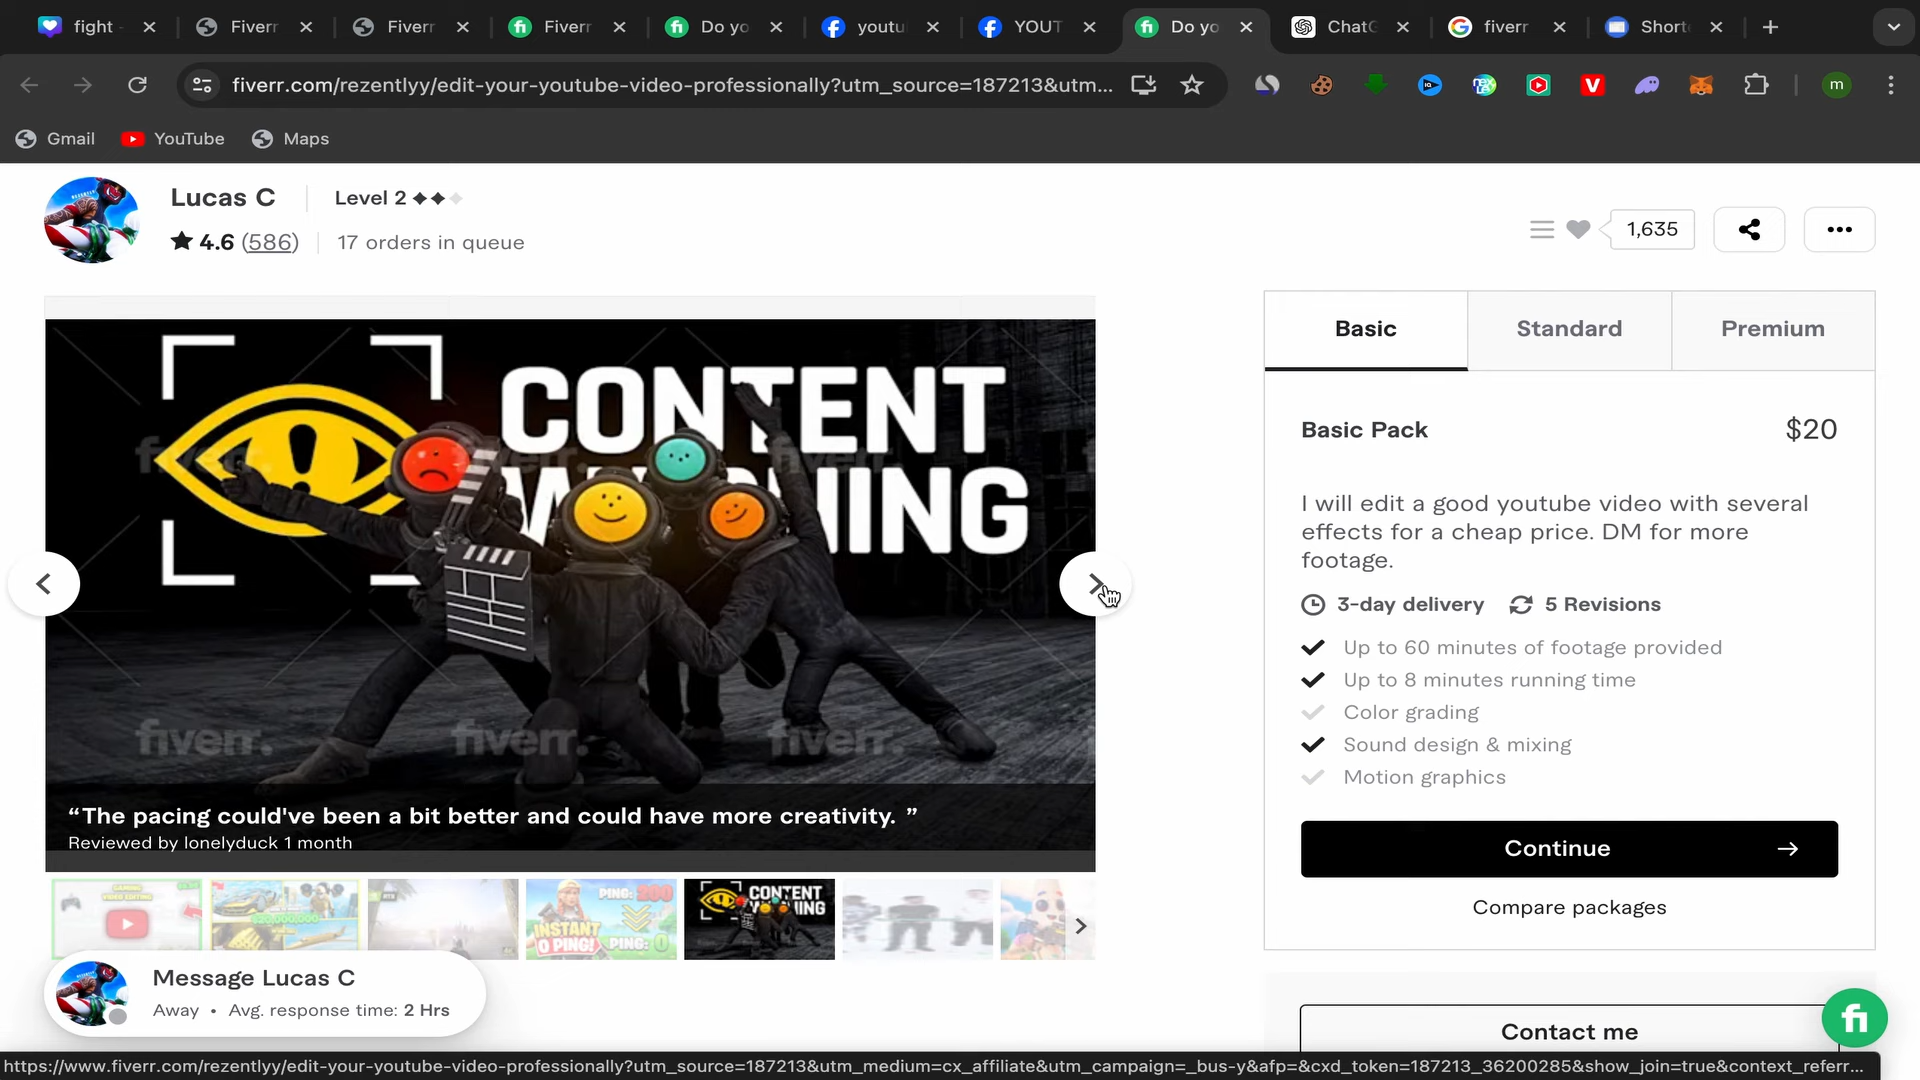 fight
Fiverr
Fiverr
Fiverr
Do yo
youtu
YOUT
Do yo
ChatG
fiverr
Short
fiverr.com/rezentlyy/edit-your-youtube-video-professionally?utm_source=187213&utm...
m
Gmail
YouTube
Maps
Lucas C
Level 2
4.6 (586)
17 orders in queue
1,635
CONTENT
WARNING
fiverr. fiverr. fiverr.
“The pacing could've been a bit better and could have more creativity. ”
Reviewed by lonelyduck 1 month
Basic
Standard
Premium
Basic Pack
$20
I will edit a good youtube video with several
effects for a cheap price. DM for more
footage.
3-day delivery
5 Revisions
Up to 60 minutes of footage provided
Up to 8 minutes running time
Color grading
Sound design & mixing
Motion graphics
Continue
Compare packages
INSTANT
0 PING!
PING: 200
PING: 0
CONTENT
WARNING
Message Lucas C
Away • Avg. response time: 2 Hrs
Contact me
fi
https://www.fiverr.com/rezentlyy/edit-your-youtube-video-professionally?utm_source=187213&utm_medium=cx_affiliate&utm_campaign=_bus-y&afp=&cxd_token=187213_36200285&show_join=true&context_referr...